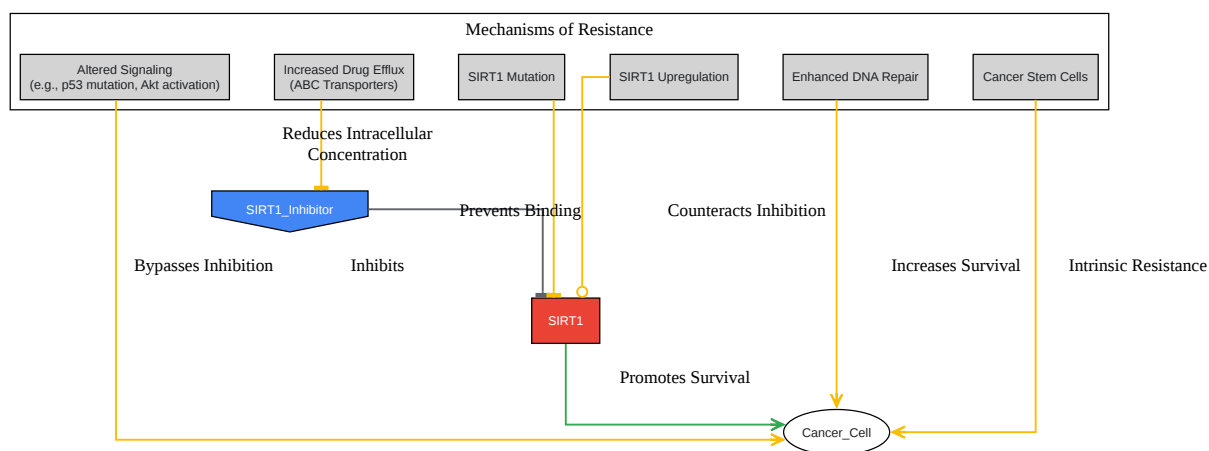 Mechanisms of Resistance
Altered Signaling
(e.g., p53 mutation, Akt activation)
Increased Drug Efflux
(ABC Transporters)
SIRT1 Mutation
SIRT1 Upregulation
Enhanced DNA Repair
Cancer Stem Cells
Reduces Intracellular
Concentration
SIRT1_Inhibitor
Prevents Binding
Counteracts Inhibition
Bypasses Inhibition
Inhibits
Increases Survival
Intrinsic Resistance
SIRT1
Promotes Survival
Cancer_Cell